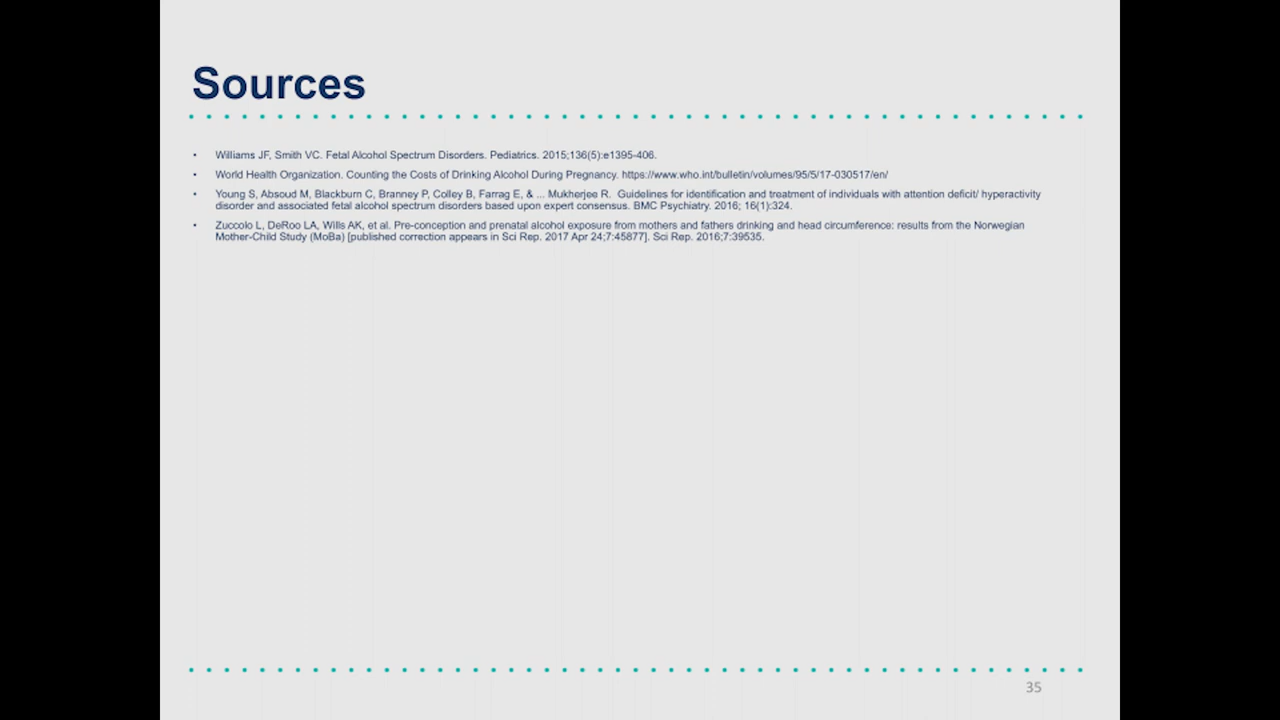 Sources
• Williams JF, Smith VC. Fetal Alcohol Spectrum Disorders. Pediatrics. 2015;136(5):e1395-406.
• World Health Organization. Counting the Costs of Drinking Alcohol During Pregnancy. https://www.who.int/bulletin/volumes/95/5/17-030517/en/
• Young S, Absoud M, Blackburn C, Branney P, Colley B, Farrag E, & ... Mukherjee R. Guidelines for identification and treatment of individuals with attention deficit/ hyperactivity
disorder and associated fetal alcohol spectrum disorders based upon expert consensus. BMC Psychiatry. 2016; 16(1):324.
• Zuccolo L, DeRoo LA, Wills AK, et al. Pre-conception and prenatal alcohol exposure from mothers and fathers drinking and head circumference: results from the Norwegian
Mother-Child Study (MoBa) [published correction appears in Sci Rep. 2017 Apr 24;7:45877]. Sci Rep. 2016;7:39535.
35